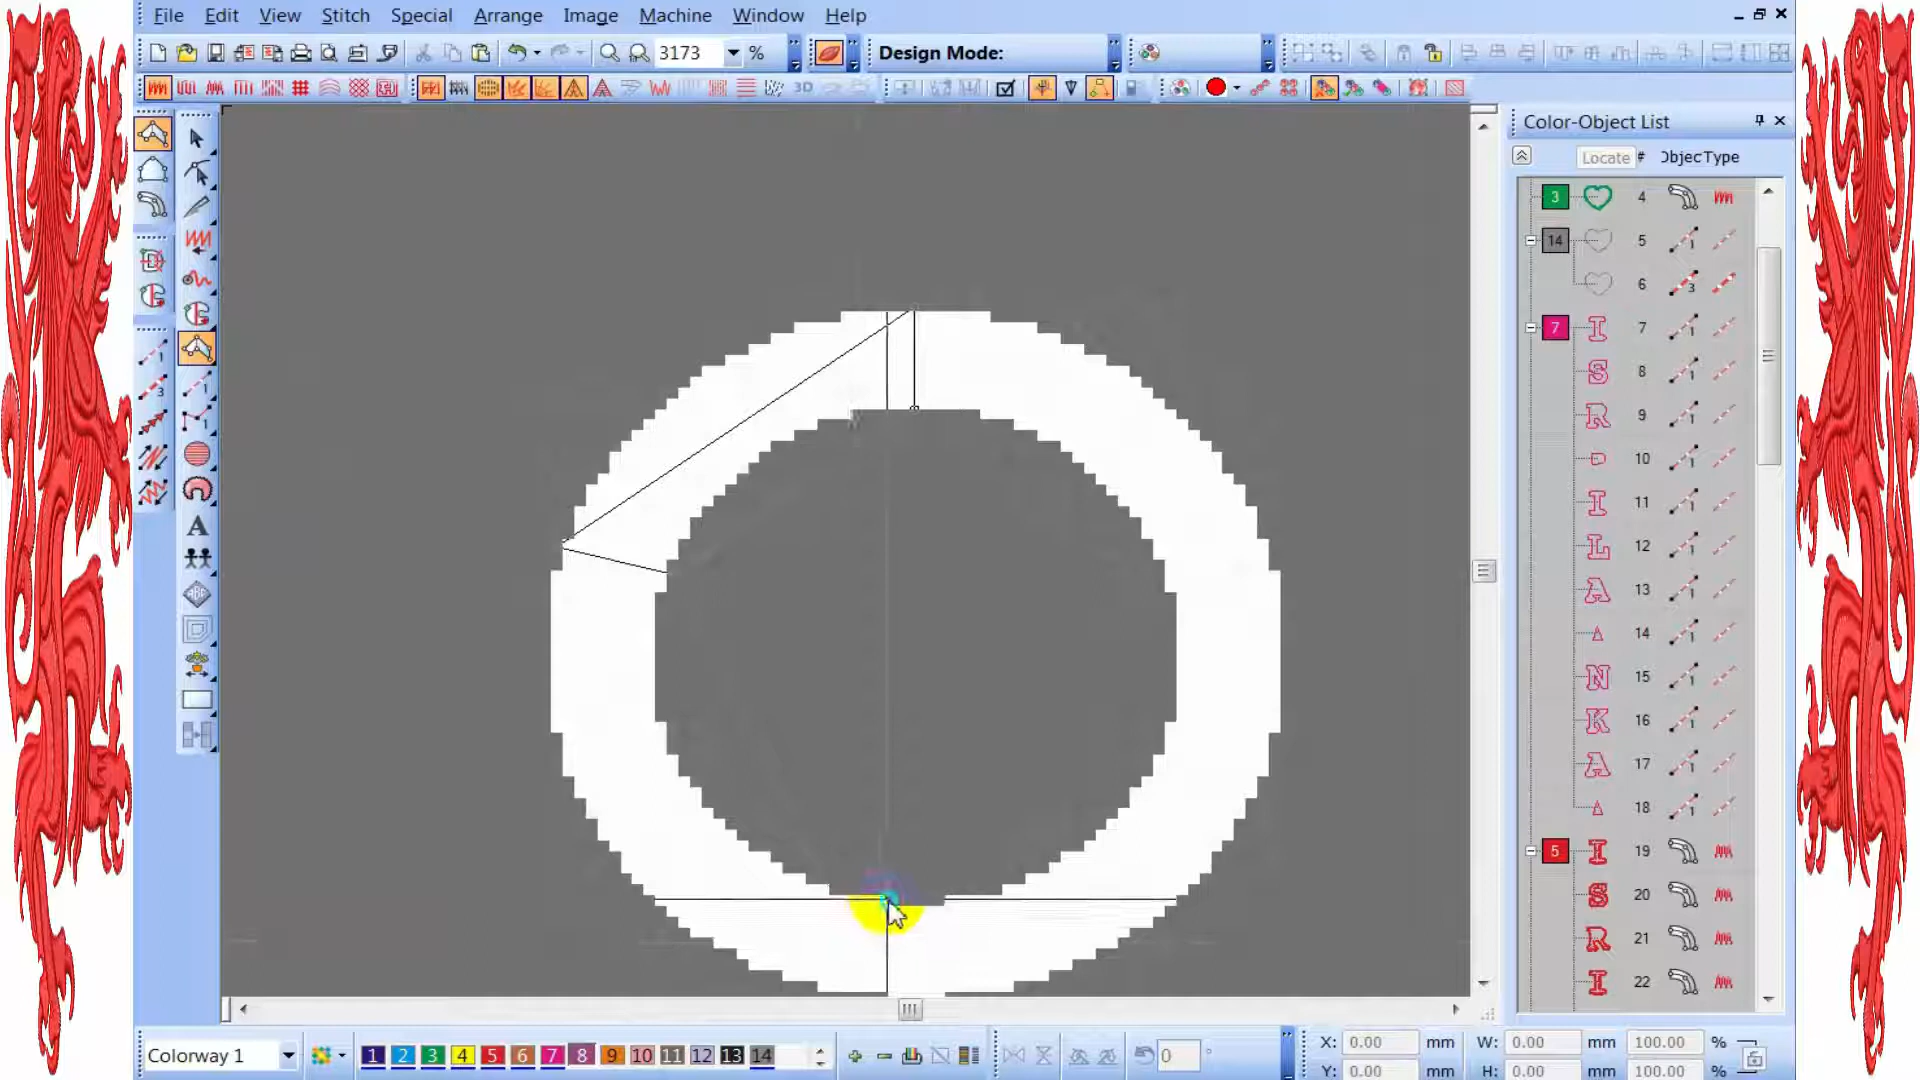 File Edit View Stitch Special Arrange Image Machine Window Help
3173 % Design Mode:
3D
Color-Object List
Locate # ObjecType
3 4
14 5
6
7 7
8
9
10
11
12
13
14
15
16
17
18
5 19
20
21
22
A
ABC
Colorway 1 1 2 3 4 5 6 7 8 9 10 11 12 13 14 0 X: 0.00 mm W: 0.00 mm 100.00 %
Y: 0.00 mm H: 0.00 mm 100.00 %